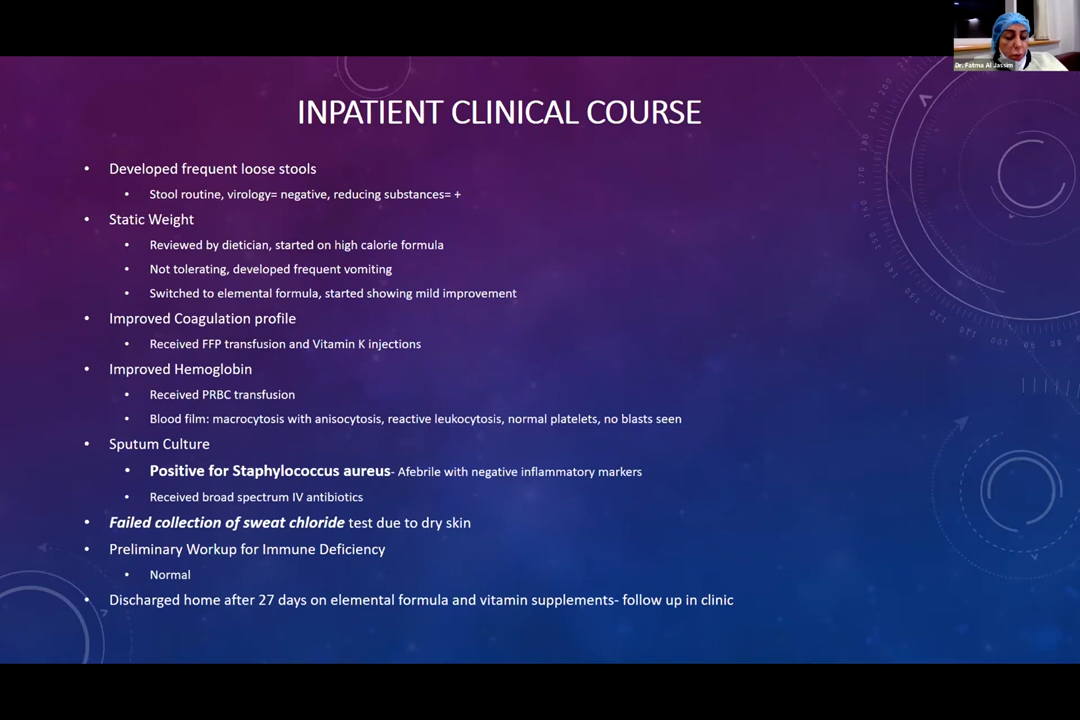 Dr. Fatma Al Jassim
INPATIENT CLINICAL COURSE
• Developed frequent loose stools
• Stool routine, virology= negative, reducing substances= +
• Static Weight
• Reviewed by dietician, started on high calorie formula
• Not tolerating, developed frequent vomiting
• Switched to elemental formula, started showing mild improvement
• Improved Coagulation profile
• Received FFP transfusion and Vitamin K injections
• Improved Hemoglobin
• Received PRBC transfusion
• Blood film: macrocytosis with anisocytosis, reactive leukocytosis, normal platelets, no blasts seen
• Sputum Culture
• Positive for Staphylococcus aureus- Afebrile with negative inflammatory markers
• Received broad spectrum IV antibiotics
• Failed collection of sweat chloride test due to dry skin
• Preliminary Workup for Immune Deficiency
• Normal
• Discharged home after 27 days on elemental formula and vitamin supplements- follow up in clinic